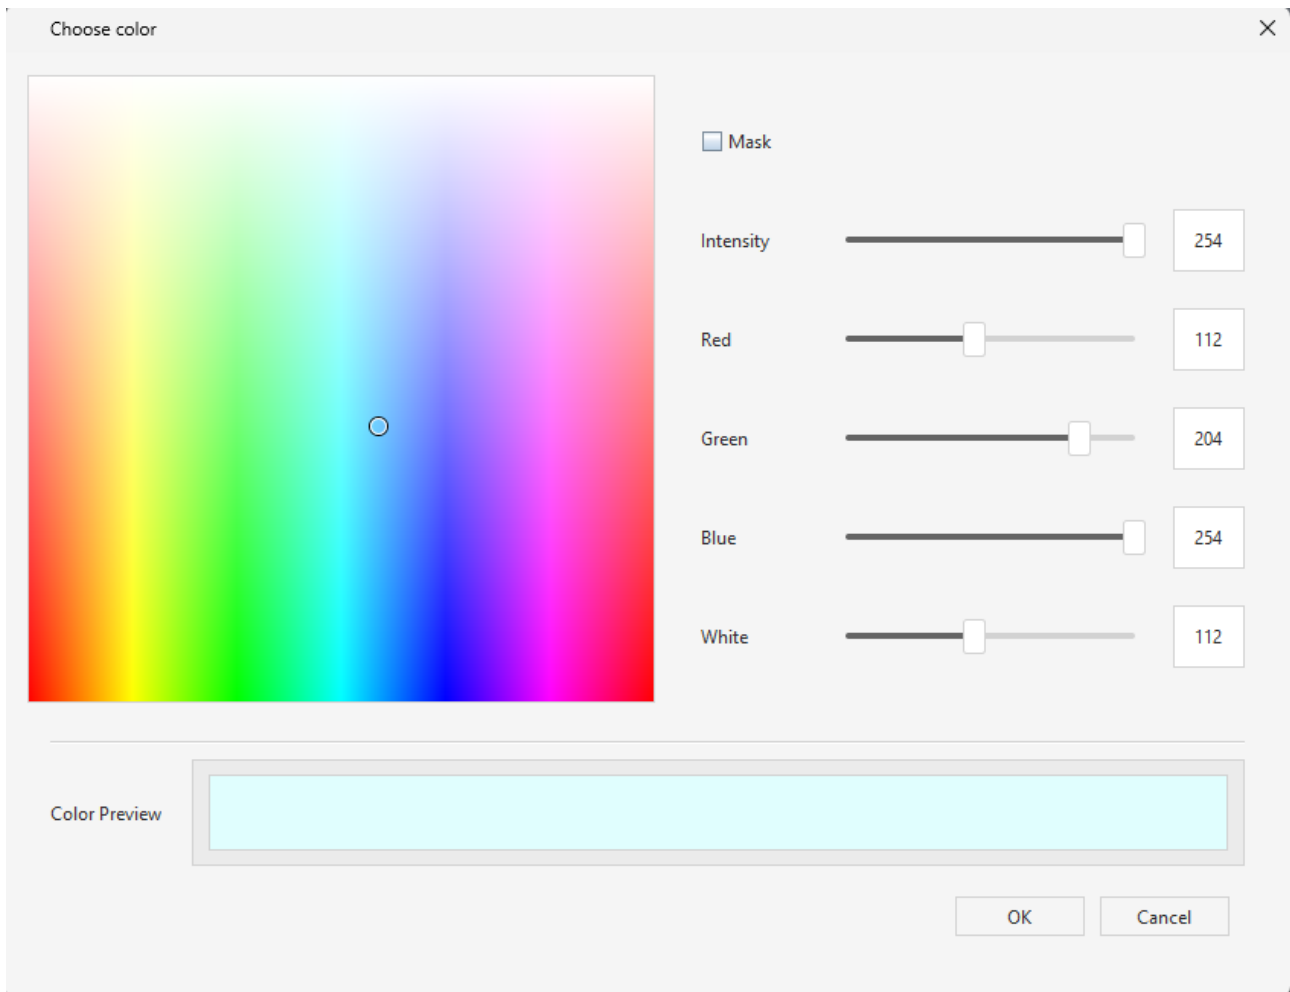 Choose color
Mask
Intensity 254
Red 112
Green 204
Blue 254
White 112
Color Preview
OK Cancel